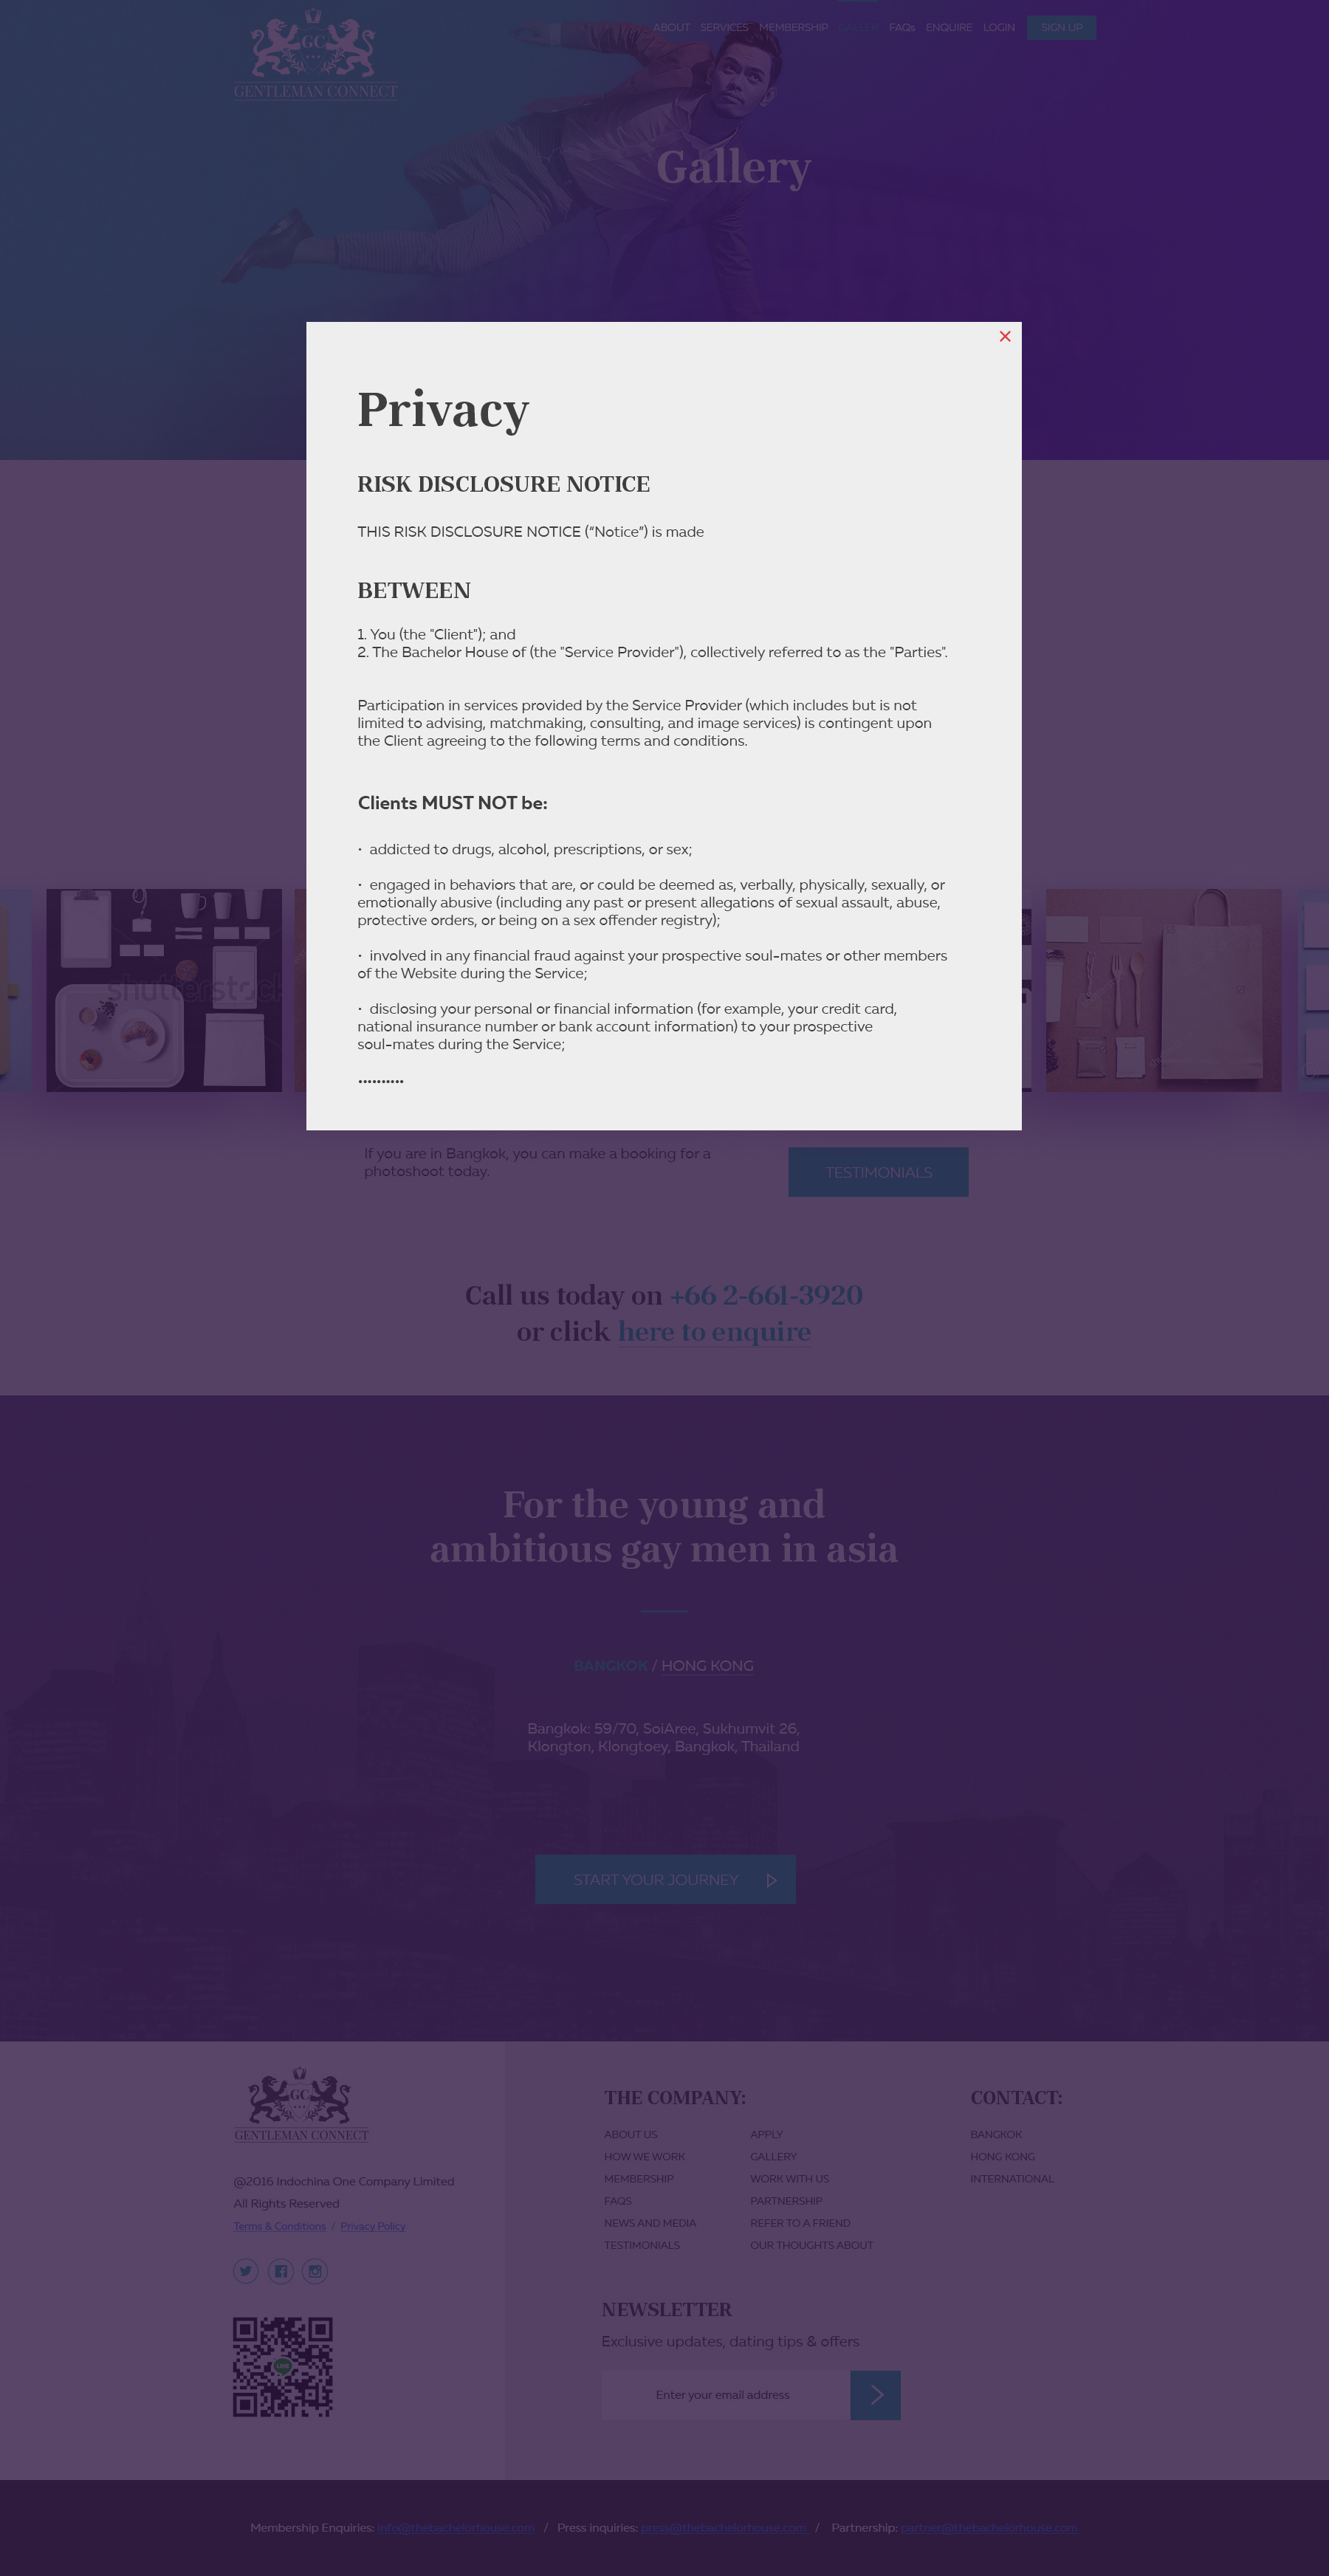 GC
GENTLEMAN CONNECT
ABOUT SERVICES MEMBERSHIP GALLERY FAQs ENQUIRE LOGIN SIGN UP
Gallery
Privacy
RISK DISCLOSURE NOTICE
THIS RISK DISCLOSURE NOTICE (“Notice”) is made
BETWEEN
1. You (the "Client"); and
2. The Bachelor House of (the "Service Provider"), collectively referred to as the "Parties".
Participation in services provided by the Service Provider (which includes but is not
limited to advising, matchmaking, consulting, and image services) is contingent upon
the Client agreeing to the following terms and conditions.
Clients MUST NOT be:
• addicted to drugs, alcohol, prescriptions, or sex;
• engaged in behaviors that are, or could be deemed as, verbally, physically, sexually, or
emotionally abusive (including any past or present allegations of sexual assault, abuse,
protective orders, or being on a sex offender registry);
• involved in any financial fraud against your prospective soul-mates or other members
of the Website during the Service;
• disclosing your personal or financial information (for example, your credit card,
national insurance number or bank account information) to your prospective
soul-mates during the Service;
..........
shutterstock
If you are in Bangkok, you can make a booking for a
photoshoot today.
TESTIMONIALS
Call us today on +66 2-661-3920
or click here to enquire
For the young and
ambitious gay men in asia
BANGKOK / HONG KONG
Bangkok: 59/70, SoiAree, Sukhumvit 26,
Klongton, Klongtoey, Bangkok, Thailand
START YOUR JOURNEY
GC
GENTLEMAN CONNECT
@2016 Indochina One Company Limited
All Rights Reserved
Terms & Conditions / Privacy Policy
LINE
THE COMPANY:
ABOUT US
HOW WE WORK
MEMBERSHIP
FAQS
NEWS AND MEDIA
TESTIMONIALS
APPLY
GALLERY
WORK WITH US
PARTNERSHIP
REFER TO A FRIEND
OUR THOUGHTS ABOUT
CONTACT:
BANGKOK
HONG KONG
INTERNATIONAL
NEWSLETTER
Exclusive updates, dating tips & offers
Enter your email address
Membership Enquiries: info@thebachelorhouse.com / Press inquiries: press@thebachelorhouse.com / Partnership: partner@thebachelorhouse.com